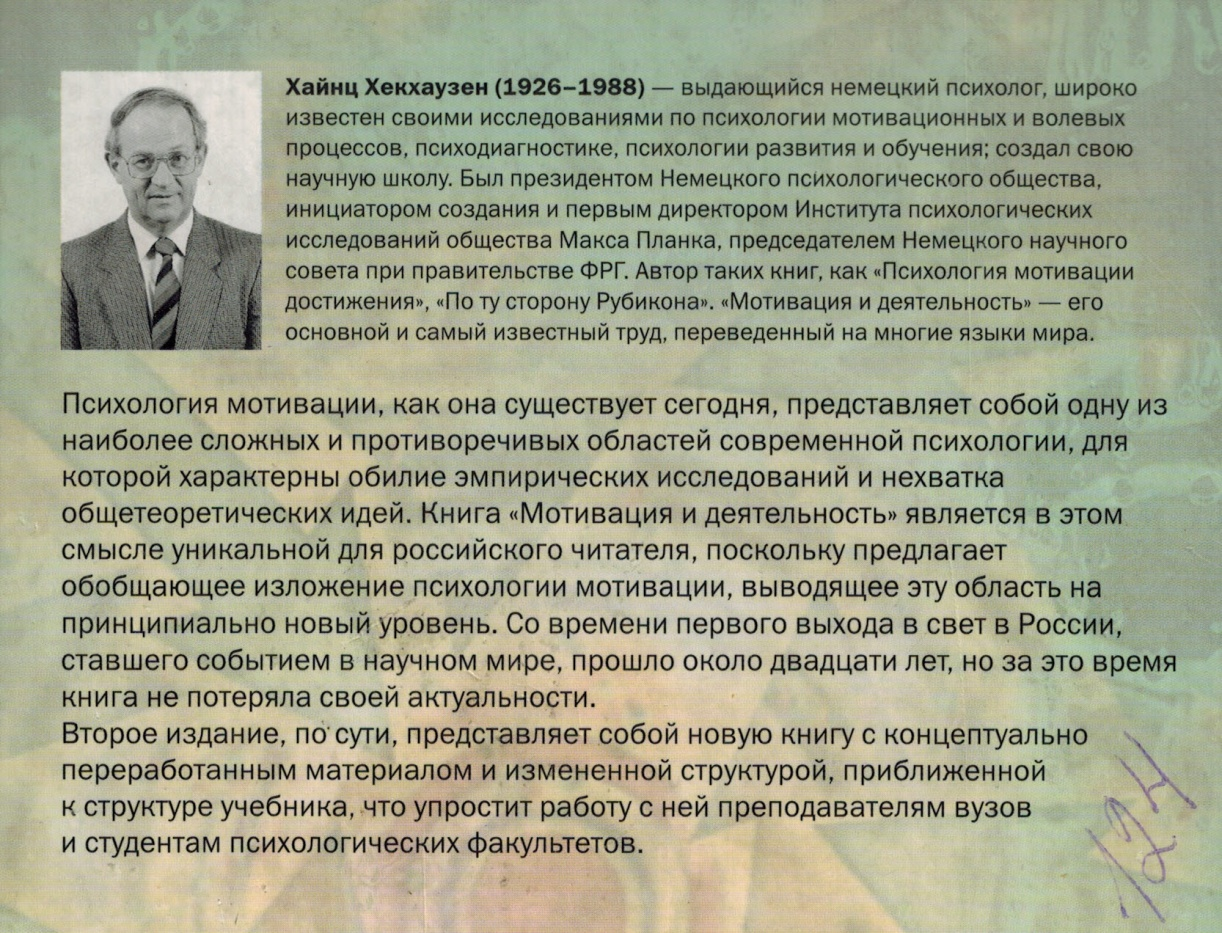 Хайнц Хекхаузен (1926–1988) — выдающийся немецкий психолог, широко
известен своими исследованиями по психологии мотивационных и волевых
процессов, психодиагностике, психологии развития и обучения; создал свою
научную школу. Был президентом Немецкого психологического общества,
инициатором создания и первым директором Института психологических
исследований общества Макса Планка, председателем Немецкого научного
совета при правительстве ФРГ. Автор таких книг, как «Психология мотивации
достижения», «По ту сторону Рубикона». «Мотивация и деятельность» — его
основной и самый известный труд, переведенный на многие языки мира.
Психология мотивации, как она существует сегодня, представляет собой одну из
наиболее сложных и противоречивых областей современной психологии, для
которой характерны обилие эмпирических исследований и нехватка
общетеоретических идей. Книга «Мотивация и деятельность» является в этом
смысле уникальной для российского читателя, поскольку предлагает
обобщающее изложение психологии мотивации, выводящее эту область на
принципиально новый уровень. Со времени первого выхода в свет в России,
ставшего событием в научном мире, прошло около двадцати лет, но за это время
книга не потеряла своей актуальности.
Второе издание, по сути, представляет собой новую книгу с концептуально
переработанным материалом и измененной структурой, приближенной
к структуре учебника, что упростит работу с ней преподавателям вузов
и студентам психологических факультетов.